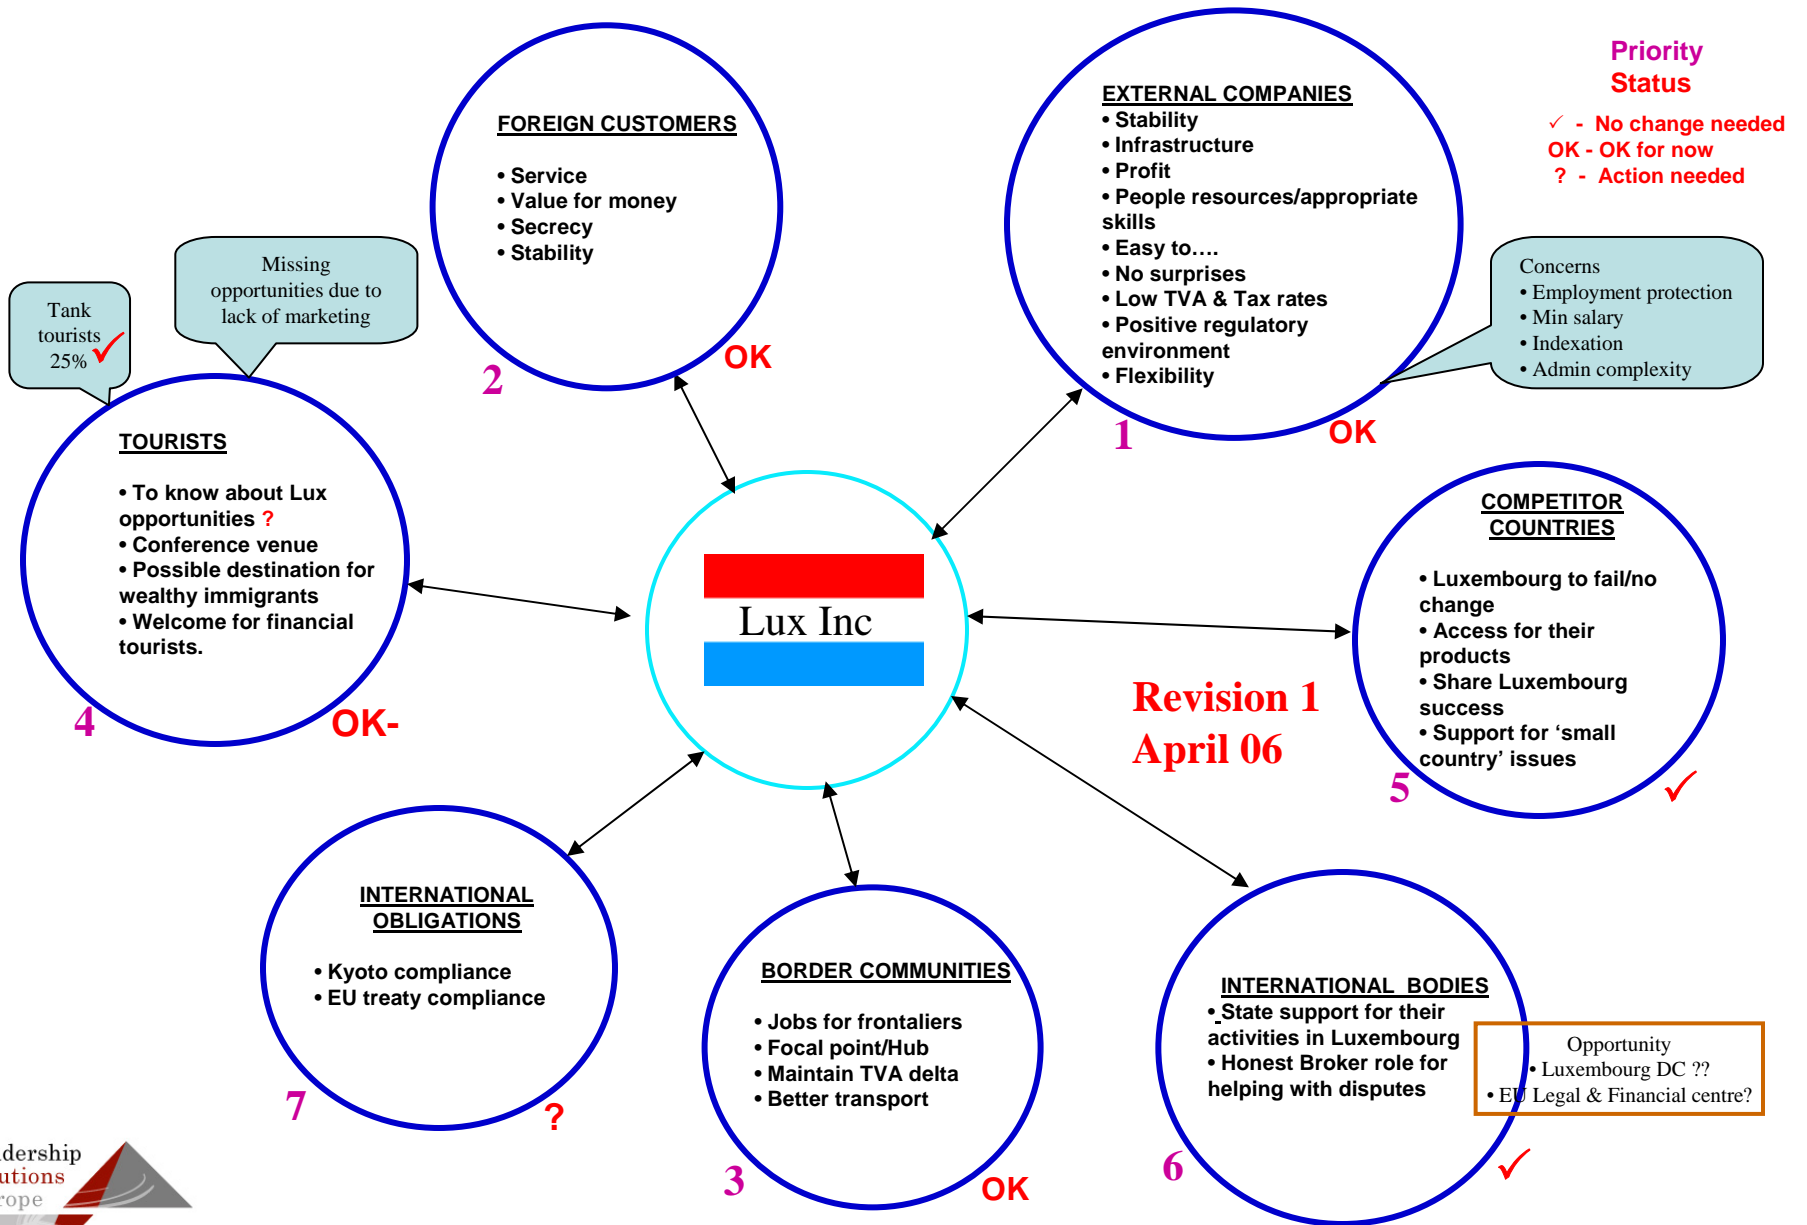 Priority
Status
✓ - No change needed
OK - OK for now
? - Action needed
FOREIGN CUSTOMERS
• Service
• Value for money
• Secrecy
• Stability
2
OK
EXTERNAL COMPANIES
• Stability
• Infrastructure
• Profit
• People resources/appropriate
skills
• Easy to....
• No surprises
• Low TVA & Tax rates
• Positive regulatory
environment
• Flexibility
1
OK
Concerns
• Employment protection
• Min salary
• Indexation
• Admin complexity
Tank
tourists
25% ✓
Missing
opportunities due to
lack of marketing
TOURISTS
• To know about Lux
opportunities ?
• Conference venue
• Possible destination for
wealthy immigrants
• Welcome for financial
tourists.
4
OK-
Lux Inc
COMPETITOR
COUNTRIES
• Luxembourg to fail/no
change
• Access for their
products
• Share Luxembourg
success
• Support for ‘small
country’ issues
5
✓
Revision 1
April 06
INTERNATIONAL
OBLIGATIONS
• Kyoto compliance
• EU treaty compliance
7
?
BORDER COMMUNITIES
• Jobs for frontaliers
• Focal point/Hub
• Maintain TVA delta
• Better transport
3
OK
INTERNATIONAL BODIES
• State support for their
activities in Luxembourg
• Honest Broker role for
helping with disputes
6
✓
Opportunity
• Luxembourg DC ??
• EU Legal & Financial centre?
dership
utions
rope